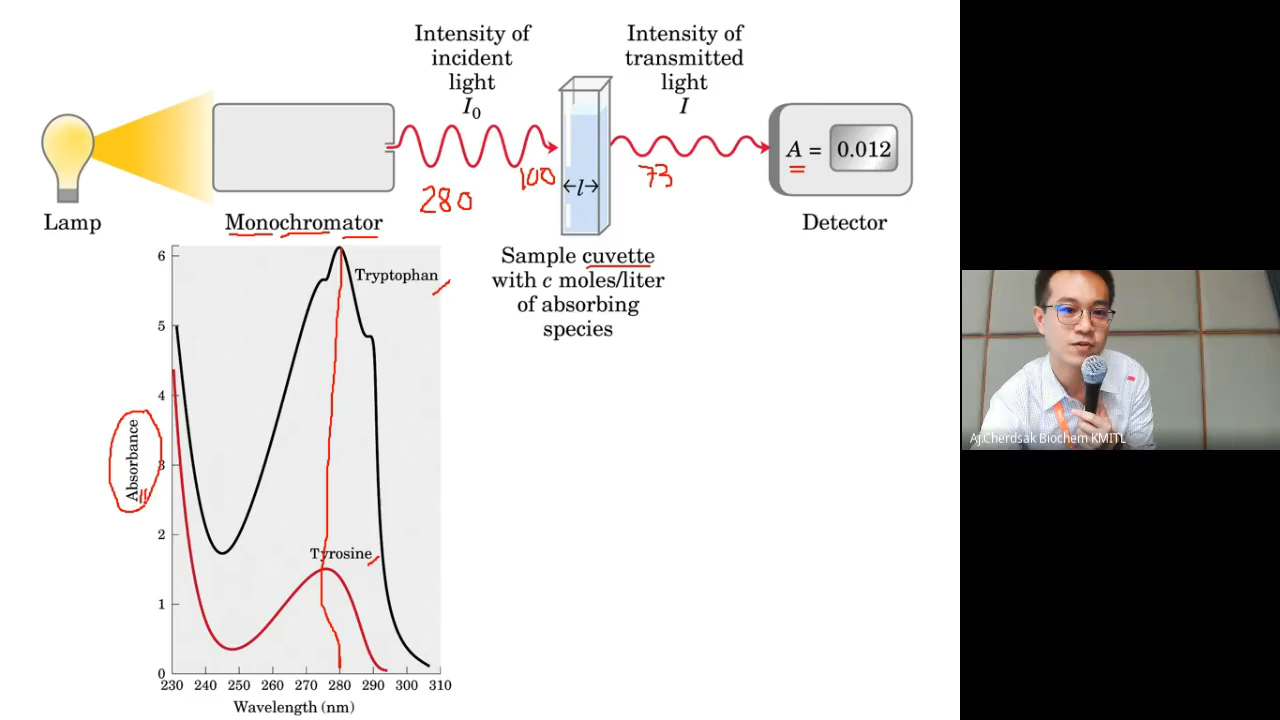 Intensity of
incident
light
I0
Intensity of
transmitted
light
I
A = 0.012
280
100
73
l
Lamp
Monochromator
Detector
Sample cuvette
with c moles/liter
of absorbing
species
6
5
4
3
2
1
0
Absorbance
Tryptophan
Tyrosine
230 240 250 260 270 280 290 300 310
Wavelength (nm)
Aj.Cherdsak Biochem KMITL